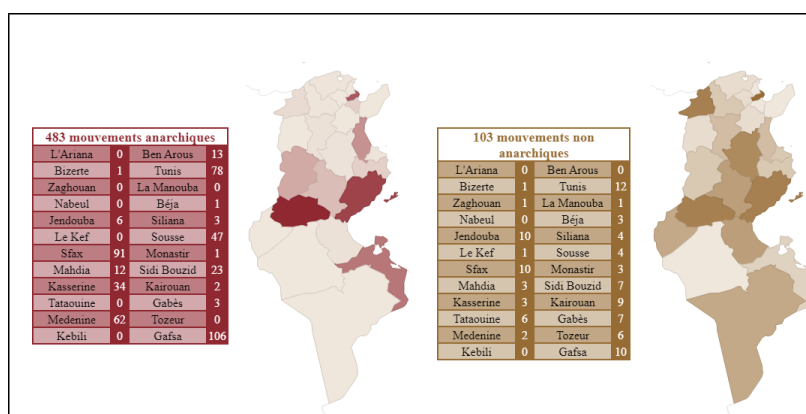 483 mouvements anarchiques
L'Ariana 0 Ben Arous 13
Bizerte 1 Tunis 78
Zaghouan 0 La Manouba 0
Nabeul 0 Béja 1
Jendouba 6 Siliana 3
Le Kef 0 Sousse 47
Sfax 91 Monastir 1
Mahdia 12 Sidi Bouzid 23
Kasserine 34 Kairouan 2
Tataouine 0 Gabès 3
Medenine 62 Tozeur 0
Kebili 0 Gafsa 106
103 mouvements non
anarchiques
L'Ariana 0 Ben Arous 0
Bizerte 1 Tunis 12
Zaghouan 1 La Manouba 1
Nabeul 0 Béja 3
Jendouba 10 Siliana 4
Le Kef 1 Sousse 4
Sfax 10 Monastir 3
Mahdia 3 Sidi Bouzid 7
Kasserine 3 Kairouan 9
Tataouine 6 Gabès 7
Medenine 2 Tozeur 6
Kebili 0 Gafsa 10